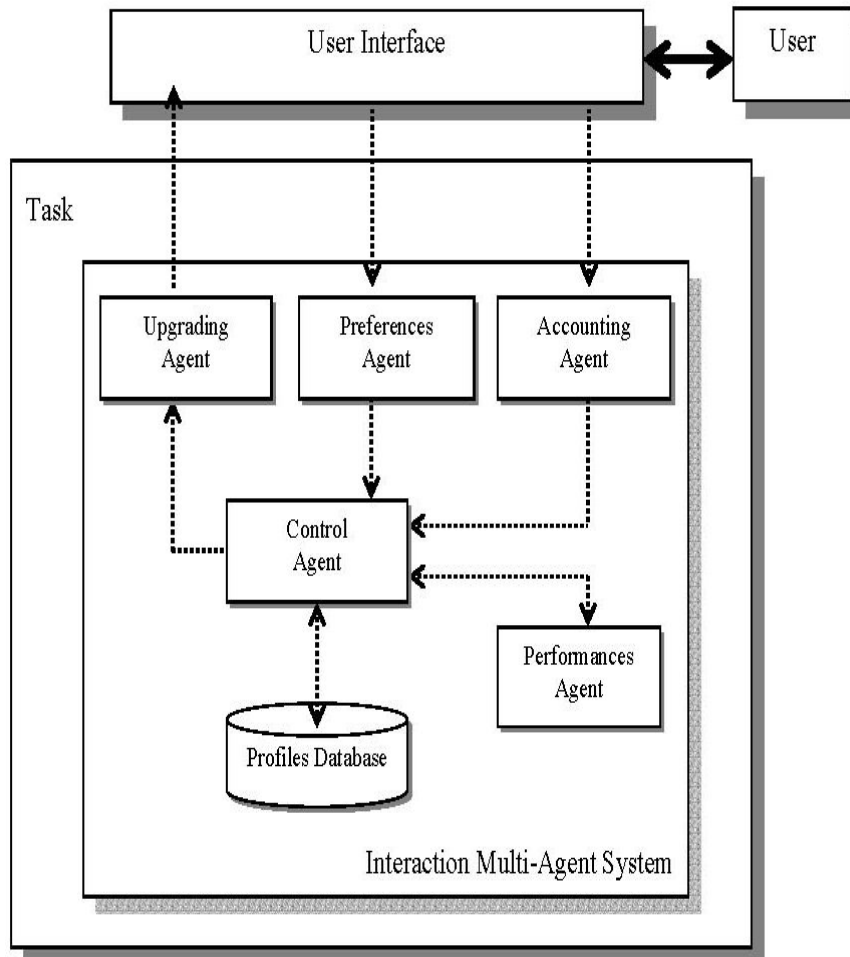 User Interface
User
Task
Upgrading
Agent
Preferences
Agent
Accounting
Agent
Control
Agent
Performances
Agent
Profiles Database
Interaction Multi-Agent System